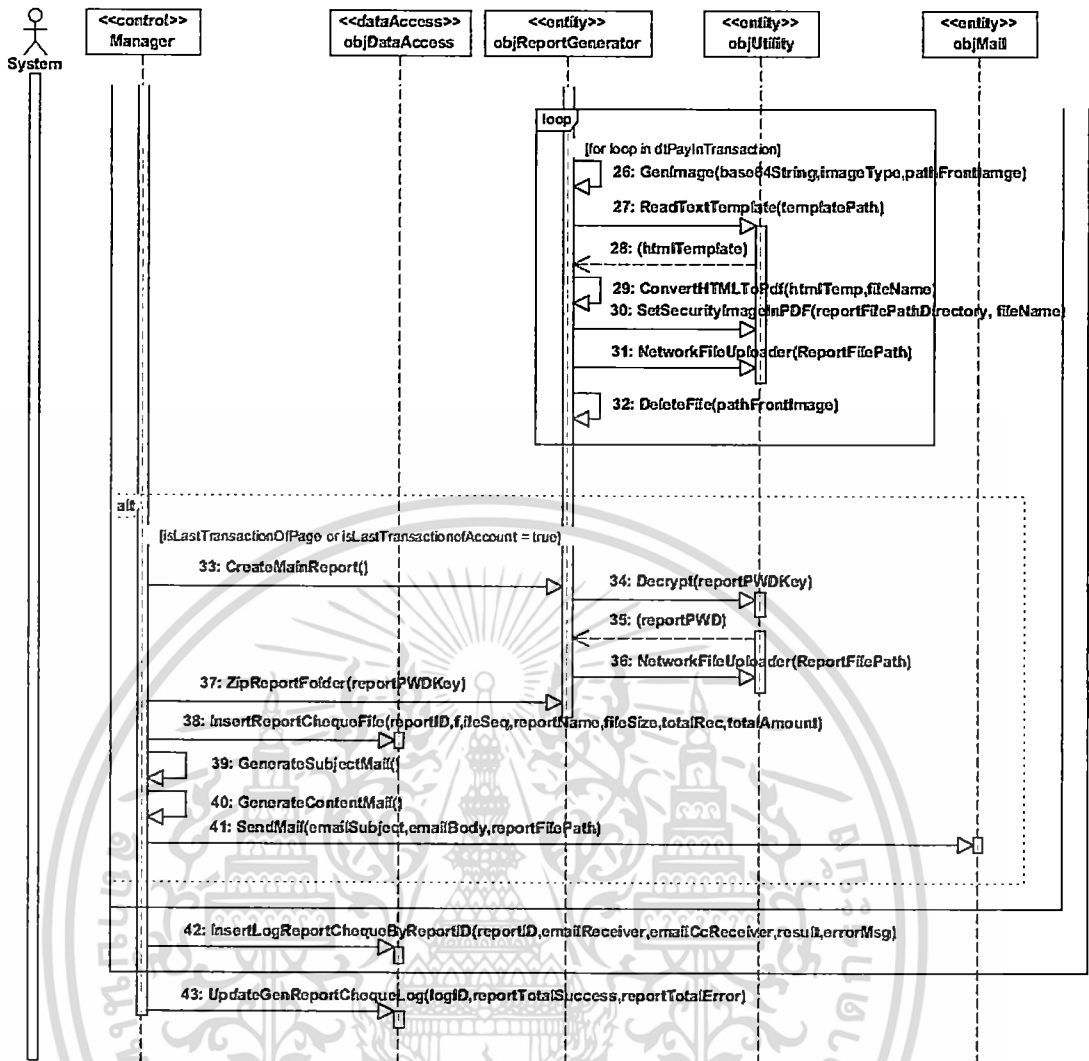 System
<<control>>
Manager
<<dataAccess>>
objDataAccess
<<entity>>
objReportGenerator
<<entity>>
objUtility
<<entity>>
objMail
loop
[for loop in dtPayInTransaction]
26: GenImage(base64String,imageType,pathFrontIamge)
27: ReadTextTemplate(templatePath)
28: (htmlTemplate)
29: ConvertHTMLToPdf(htmlTemp,fileName)
30: SetSecurityImageInPDF(reportFilePathDirectory, fileName)
31: NetworkFileUploader(ReportFilePath)
32: DeleteFile(pathFrontImage)
alt
[isLastTransactionOfPage or isLastTransactionofAccount = true]
33: CreateMainReport()
34: Decrypt(reportPWDKey)
35: (reportPWD)
36: NetworkFileUploader(ReportFilePath)
37: ZipReportFolder(reportPWDKey)
38: InsertReportChequeFile(reportID,f,ileSeq,reportName,fileSize,totalRec,totalAmount)
39: GenerateSubjectMail()
40: GenerateContentMail()
41: SendMail(emailSubject,emailBody,reportFilePath)
42: InsertLogReportChequeByReportID(reportID,emailReceiver,emailCcReceiver,result,errorMsg)
43: UpdateGenReportChequeLog(logID,reportTotalSuccess,reportTotalError)